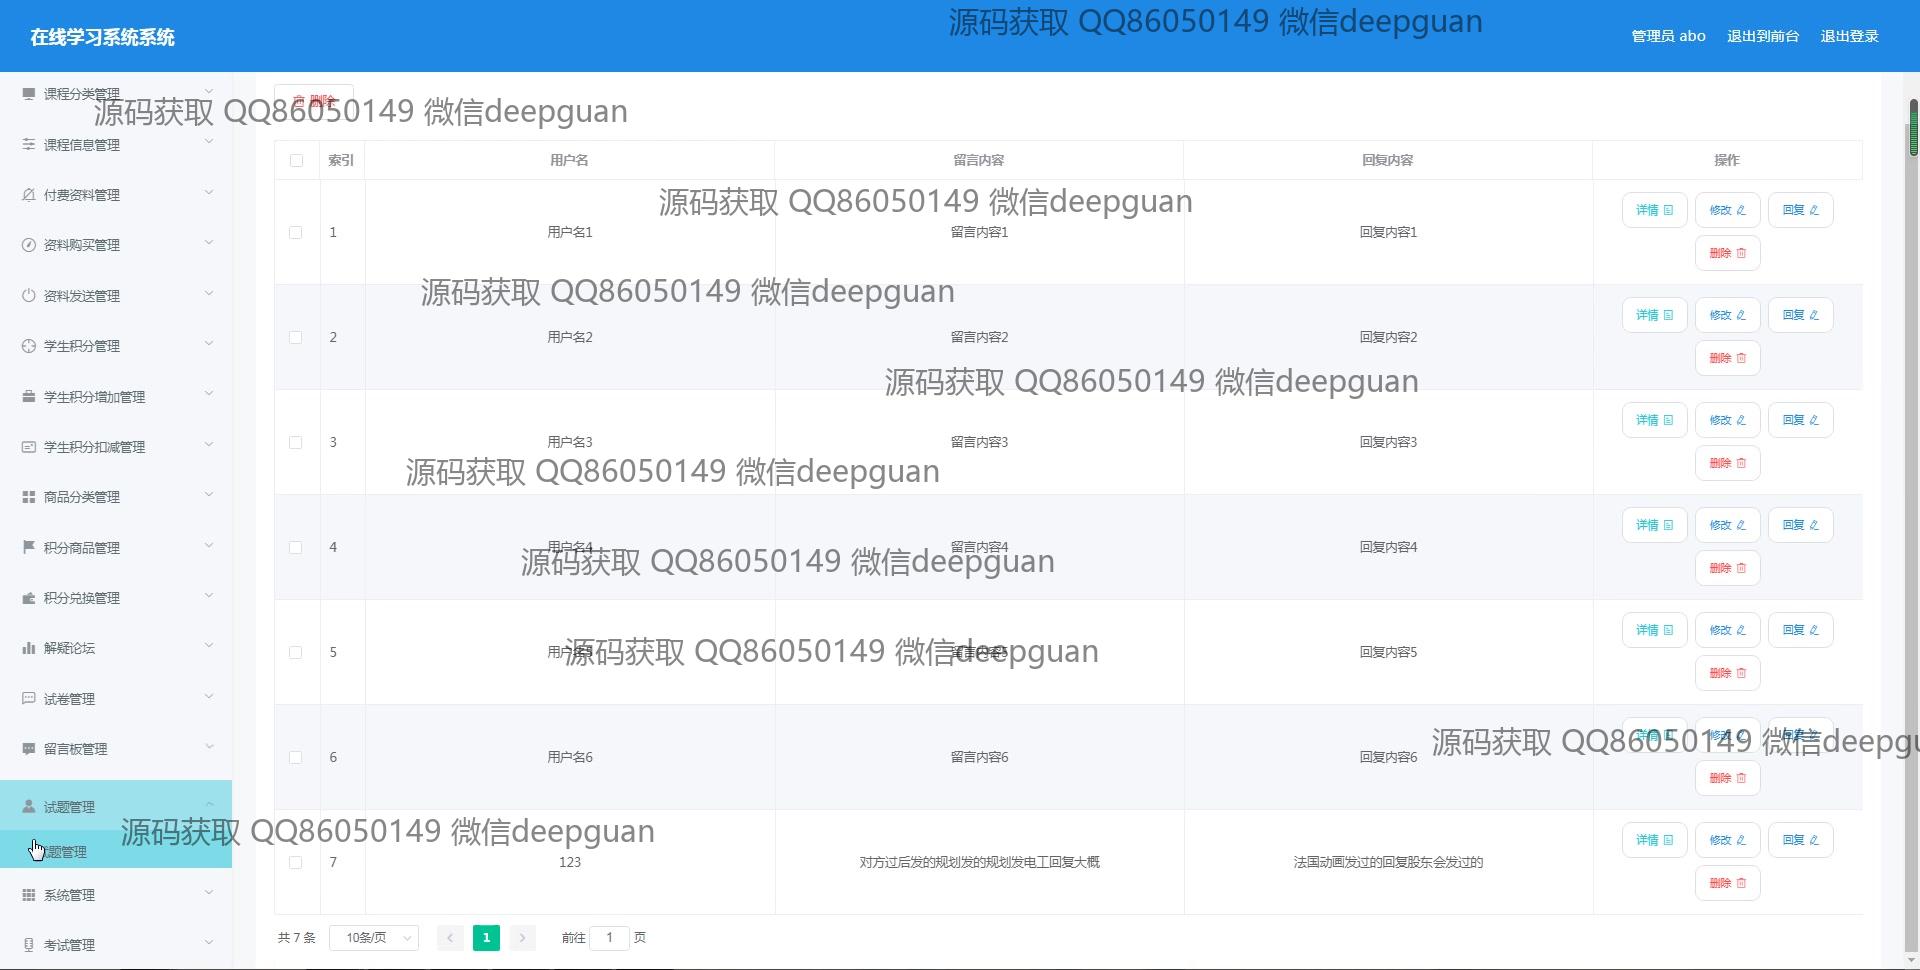 源码获取 QQ86050149 微信deepguan
在线学习系统系统
管理员 abo 退出到前台 退出登录
课程分类管理
删除
源码获取 QQ86050149 微信deepguan
课程信息管理
付费资料管理
资料购买管理
资料发送管理
学生积分管理
学生积分增加管理
学生积分扣减管理
商品分类管理
积分商品管理
积分兑换管理
解疑论坛
试卷管理
留言板管理
试题管理
题管理
系统管理
考试管理
索引 用户名 留言内容 回复内容 操作
源码获取 QQ86050149 微信deepguan
详情 修改 回复
1 用户名1 留言内容1 回复内容1
删除
源码获取 QQ86050149 微信deepguan
详情 修改 回复
2 用户名2 留言内容2 回复内容2
删除
源码获取 QQ86050149 微信deepguan
详情 修改 回复
3 用户名3 留言内容3 回复内容3
删除
源码获取 QQ86050149 微信deepguan
详情 修改 回复
4 用户名4 留言内容4 回复内容4
删除
源码获取 QQ86050149 微信deepguan
详情 修改 回复
5 用户名5 留言内容5 回复内容5
删除
源码获取 QQ86050149 微信deepguan
详情 修改 回复
6 用户名6 留言内容6 回复内容6
删除
源码获取 QQ86050149 微信deepgu
源码获取 QQ86050149 微信deepguan
详情 修改 回复
7 123 对方过后发的规划发的规划发电工回复大概 法国动画发过的回复股东会发过的
删除
共 7 条 10条/页 1 前往 1 页